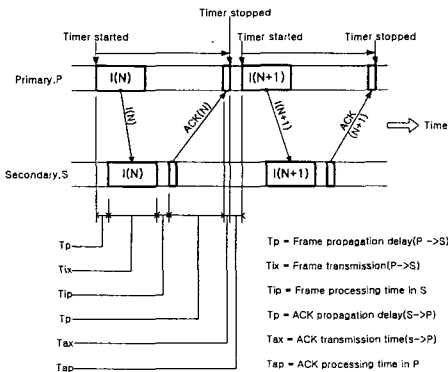 Timer stopped
Timer started
Timer started
Timer stopped
Primary,P
I(N)
I(N+1)
I(N)
ACK(N)
I(N+1)
ACK
(N+1)
Time
Secondary,S
I(N)
I(N+1)
Tp
Tp = Frame propagation delay(P ->S)
Tix
Tix = Frame transmission(P->S)
Tip
Tip = Frame processing time in S
Tp
Tp = ACK propagation delay(S->P)
Tax
Tax = ACK transmission time(s->P)
Tap
Tap = ACK processing time in P